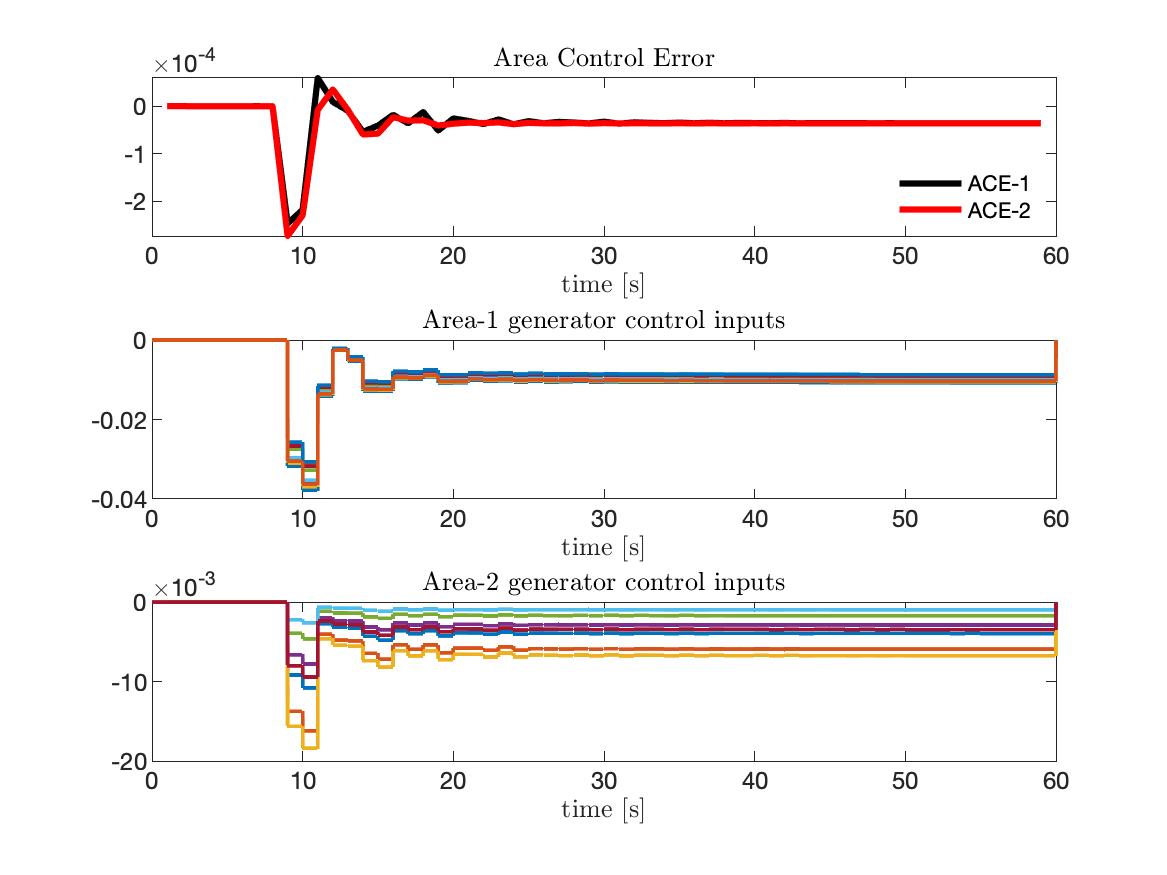 Area Control Error
×10-4
0
-1
-2
ACE-1
ACE-2
0 10 20 30 40 50 60
time [s]
Area-1 generator control inputs
0
-0.02
-0.04
0 10 20 30 40 50 60
time [s]
Area-2 generator control inputs
×10-3
0
-10
-20
0 10 20 30 40 50 60
time [s]